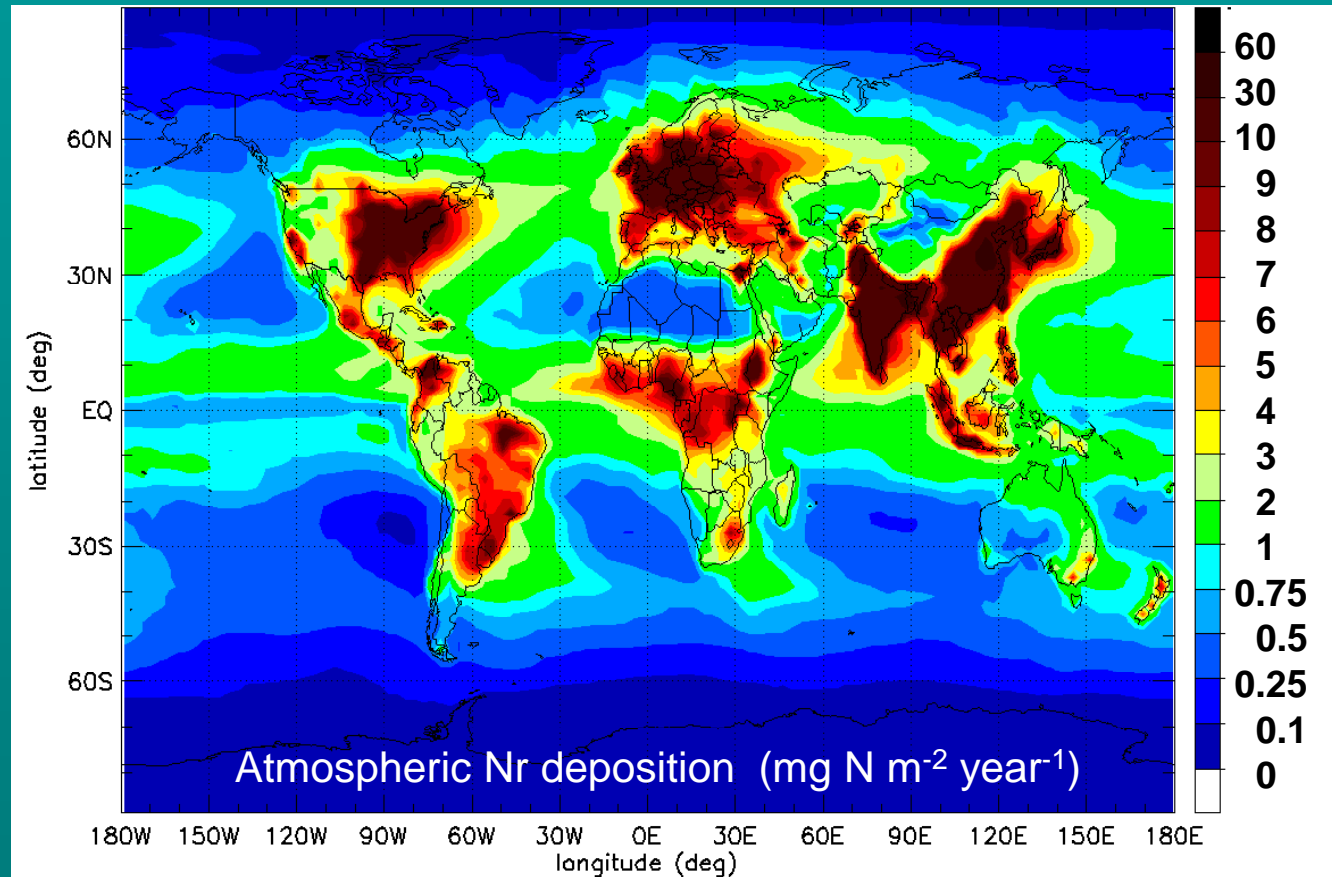 60
30
10
9
8
7
6
5
4
3
2
1
0.75
0.5
0.25
0.1
0
60N
30N
EQ
30S
60S
latitude (deg)
Atmospheric Nr deposition (mg N m-2 year-1)
180W 150W 120W 90W 60W 30W 0E 30E 60E 90E 120E 150E 180E
longitude (deg)